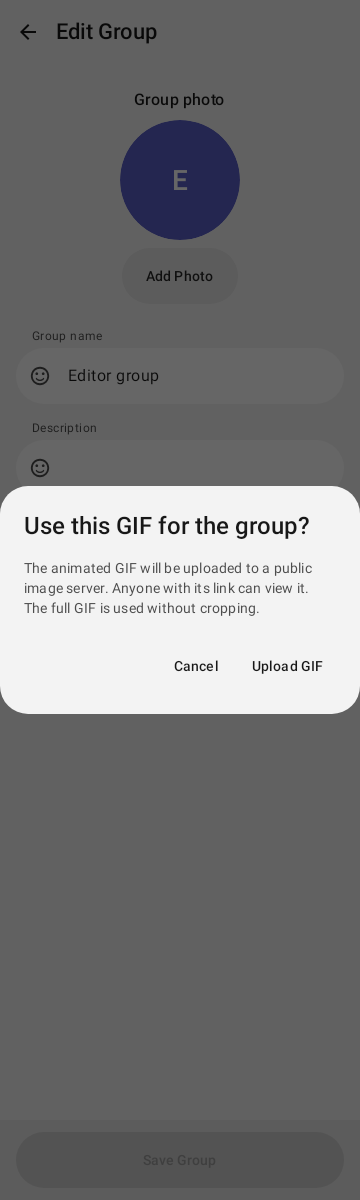 Edit Group
Group photo
E
Add Photo
Group name
Editor group
Description
Use this GIF for the group?
The animated GIF will be uploaded to a public
image server. Anyone with its link can view it.
The full GIF is used without cropping.
Cancel
Upload GIF
Save Group